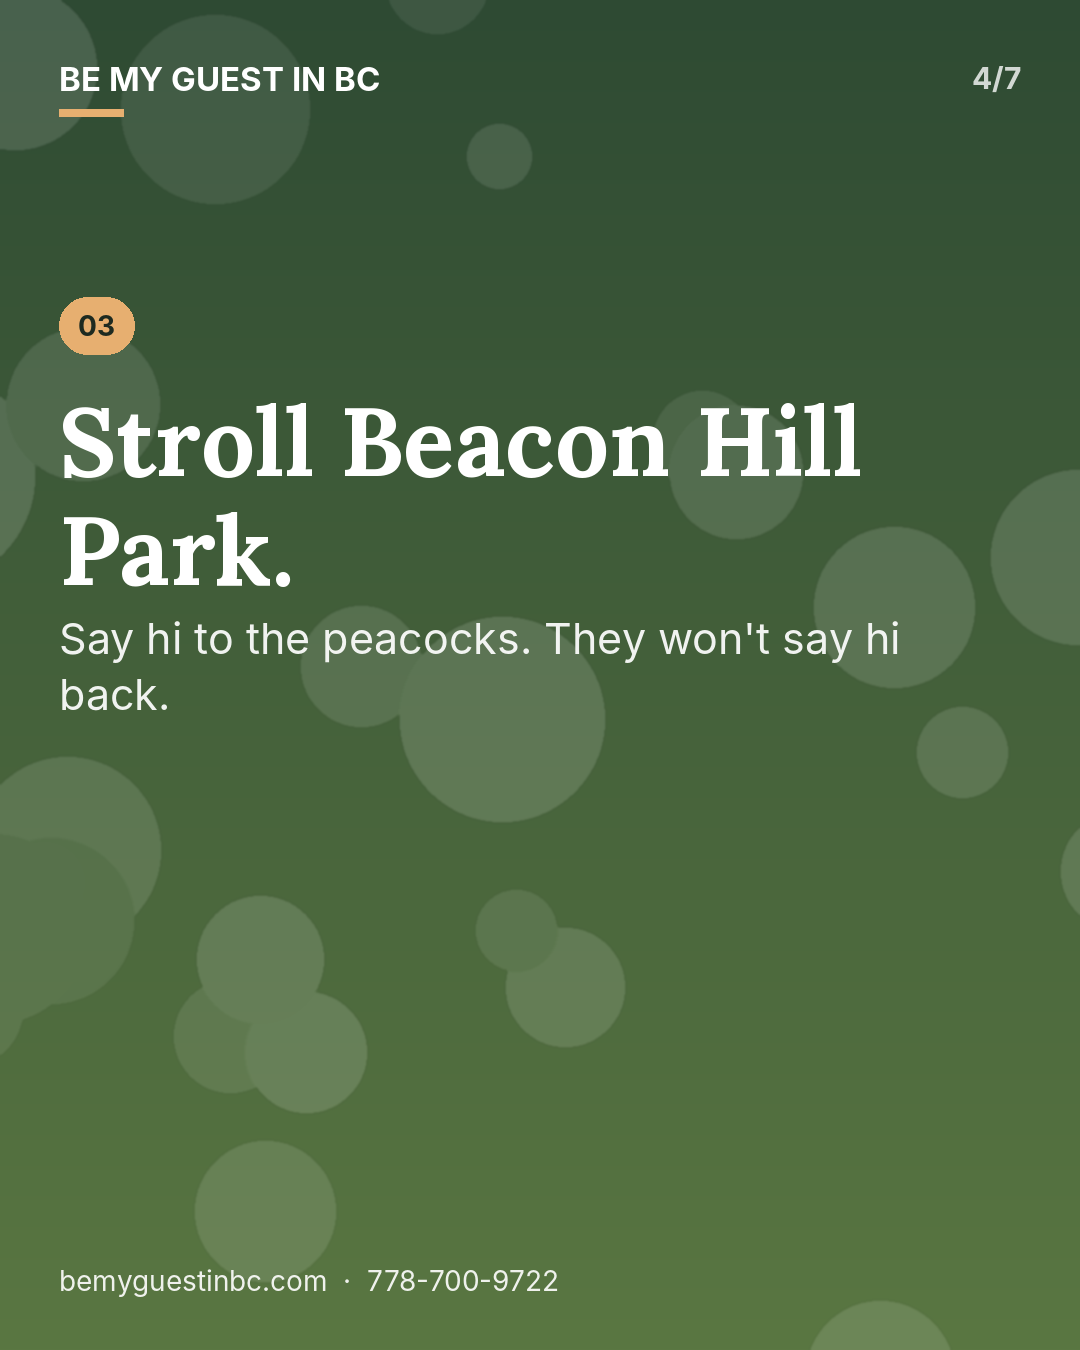 BE MY GUEST IN BC
4/7
03
Stroll Beacon Hill
Park.
Say hi to the peacocks. They won't say hi
back.
bemyguestinbc.com · 778-700-9722